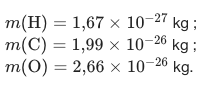 m(H) = 1,67 × 10⁻²⁷ kg ;
m(C) = 1,99 × 10⁻²⁶ kg ;
m(O) = 2,66 × 10⁻²⁶ kg.